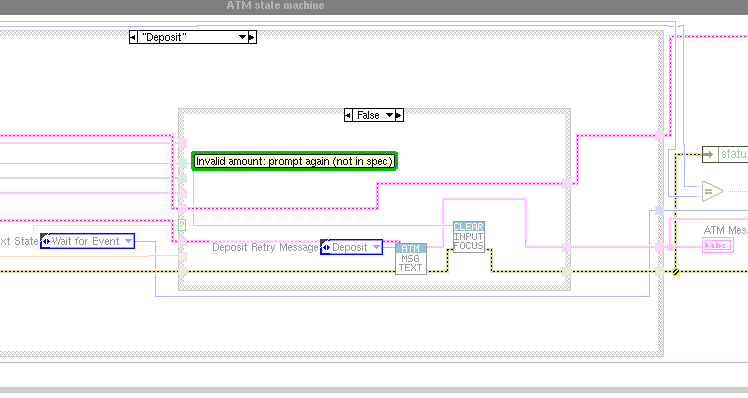 ATM state machine
"Deposit"
False
Invalid amount: prompt again (not in spec)
statu
?
=
CLEAR
INPUT
FOCUS
ATM Mess
xt State
Wait for Event
Deposit Retry Message
Deposit
ATM
MSG
TEXT
abc